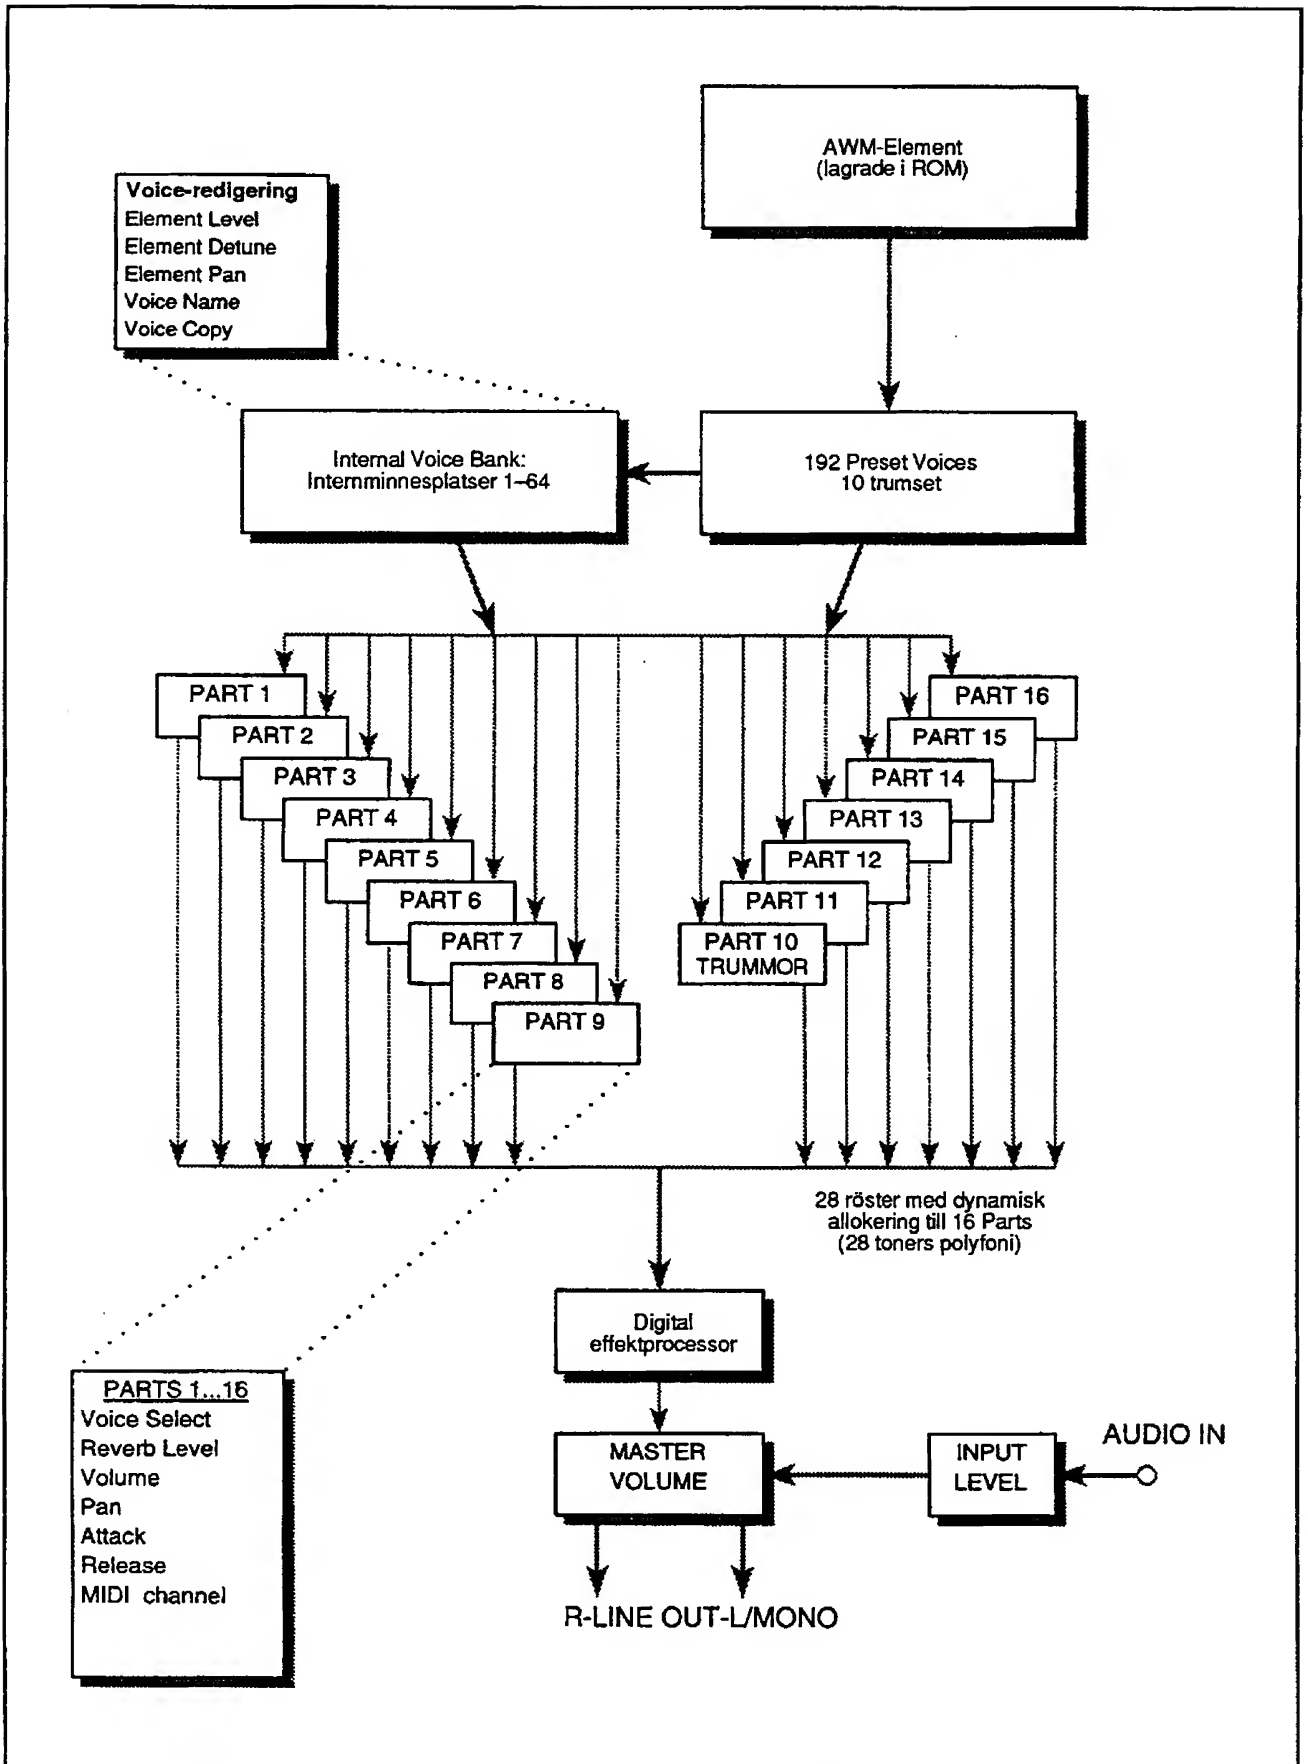 AWM-Element
(lagrade i ROM)
Voice-redigering
Element Level
Element Detune
Element Pan
Voice Name
Voice Copy
Internal Voice Bank:
Internminnesplatser 1–64
192 Preset Voices
10 trumset
PART 1
PART 2
PART 3
PART 4
PART 5
PART 6
PART 7
PART 8
PART 9
PART 16
PART 15
PART 14
PART 13
PART 12
PART 11
PART 10
TRUMMOR
28 röster med dynamisk
allokering till 16 Parts
(28 toners polyfoni)
Digital
effektprocessor
PARTS 1...16
Voice Select
Reverb Level
Volume
Pan
Attack
Release
MIDI channel
MASTER
VOLUME
INPUT
LEVEL
AUDIO IN
R-LINE OUT-L/MONO